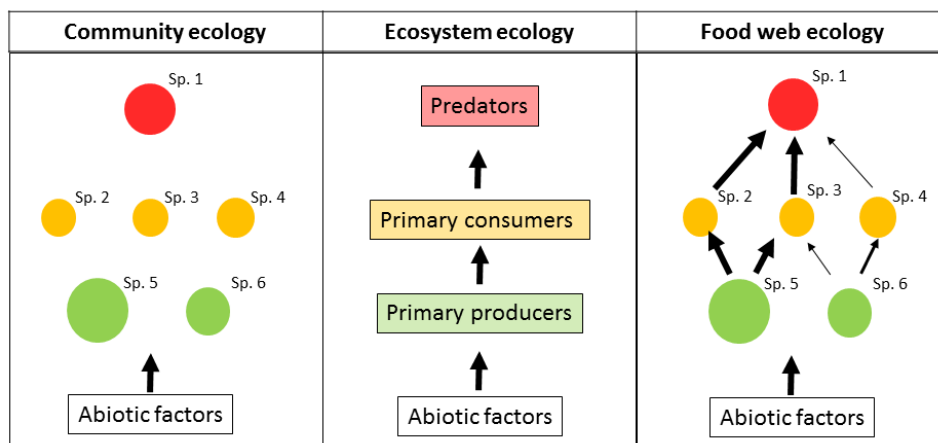 Community ecology
Ecosystem ecology
Food web ecology
Sp. 1
Sp. 2
Sp. 3
Sp. 4
Sp. 5
Sp. 6
Abiotic factors
Predators
Primary consumers
Primary producers
Abiotic factors
Sp. 1
Sp. 2
Sp. 3
Sp. 4
Sp. 5
Sp. 6
Abiotic factors